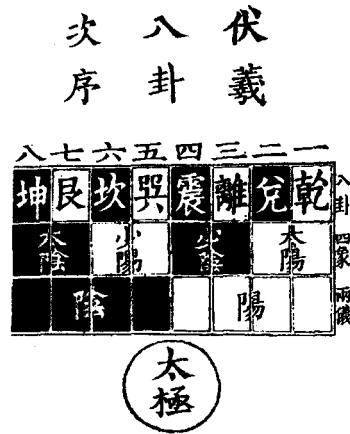 伏羲八卦次序
一二三四五六七八
八卦
乾兌離震巽坎艮坤
四象
太陽少陰少陽太陰
兩儀
陽陰
太極